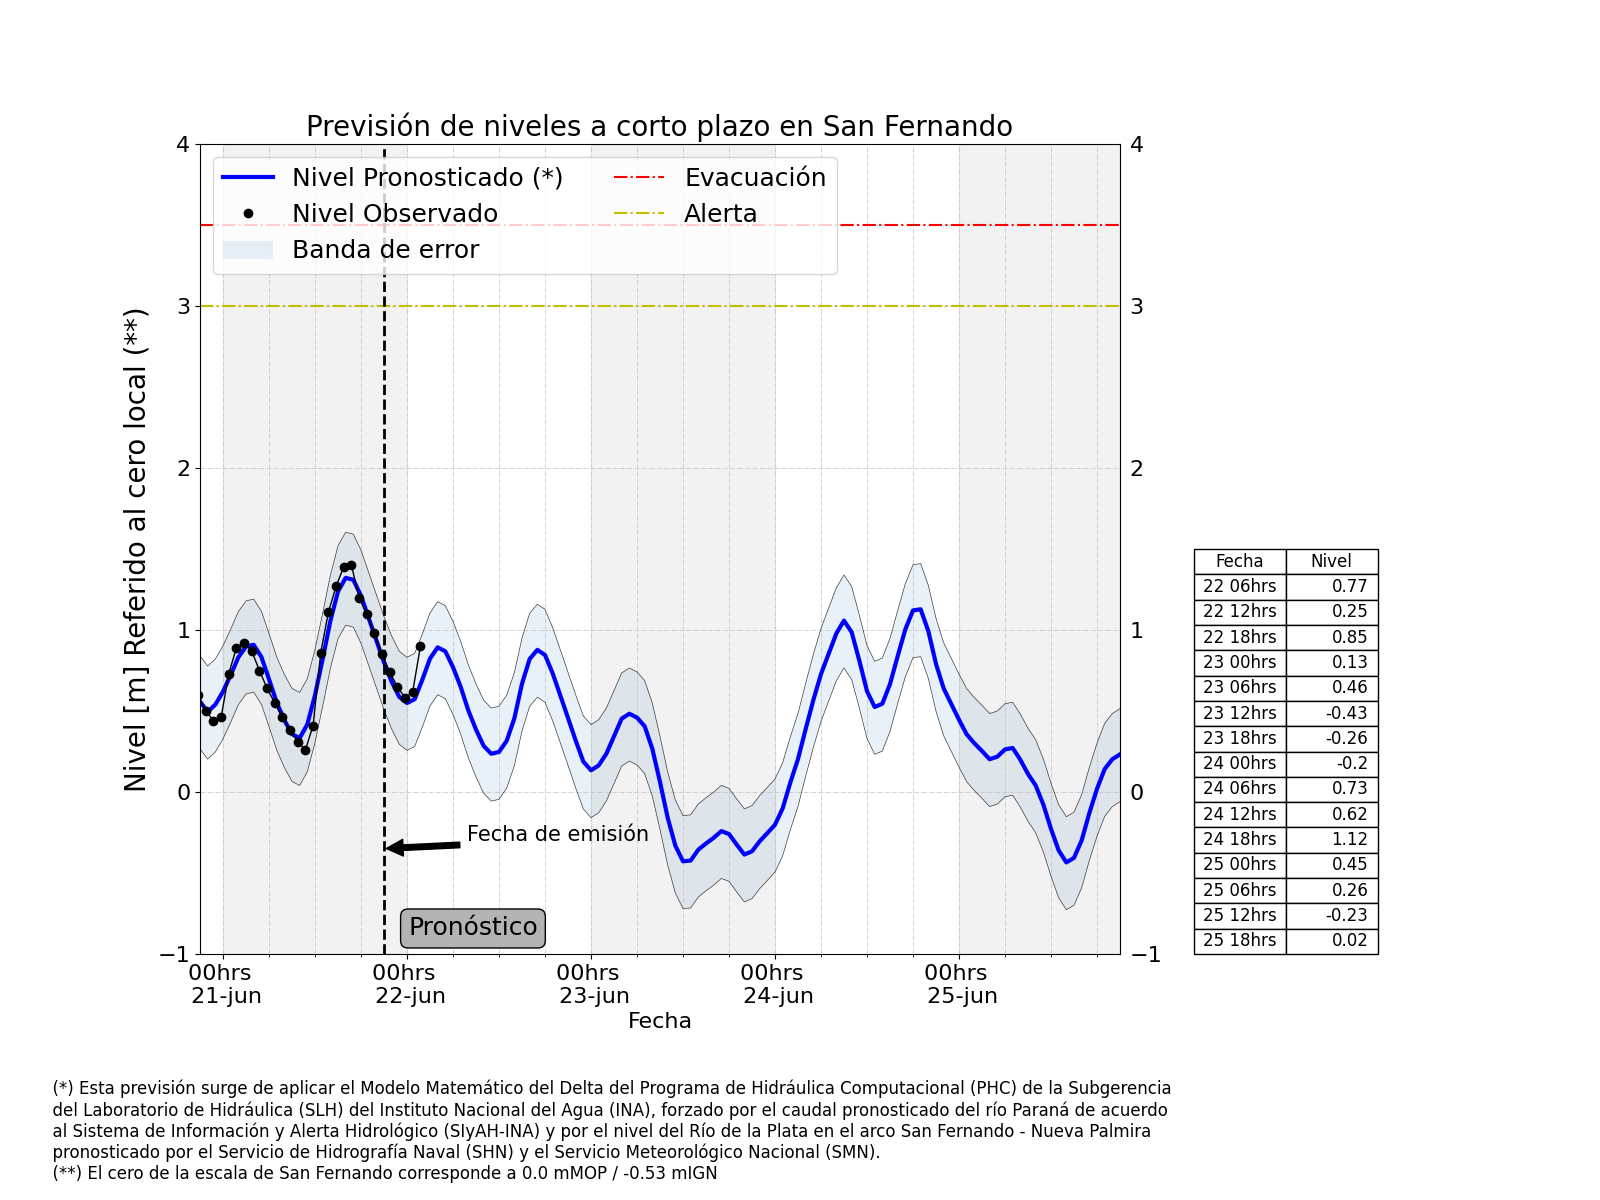 Previsión de niveles a corto plazo en San Fernando
4 4
Nivel Pronosticado (*) Evacuación
Nivel Observado Alerta
Banda de error
3 3
2 2
1 1
0 0
−1 −1
Nivel [m] Referido al cero local (**)
Fecha de emisión
Pronóstico
00hrs 00hrs 00hrs 00hrs 00hrs
21-jun 22-jun 23-jun 24-jun 25-jun
Fecha
Fecha Nivel
22 06hrs 0.77
22 12hrs 0.25
22 18hrs 0.85
23 00hrs 0.13
23 06hrs 0.46
23 12hrs -0.43
23 18hrs -0.26
24 00hrs -0.2
24 06hrs 0.73
24 12hrs 0.62
24 18hrs 1.12
25 00hrs 0.45
25 06hrs 0.26
25 12hrs -0.23
25 18hrs 0.02
(*) Esta previsión surge de aplicar el Modelo Matemático del Delta del Programa de Hidráulica Computacional (PHC) de la Subgerencia
del Laboratorio de Hidráulica (SLH) del Instituto Nacional del Agua (INA), forzado por el caudal pronosticado del río Paraná de acuerdo
al Sistema de Información y Alerta Hidrológico (SIyAH-INA) y por el nivel del Río de la Plata en el arco San Fernando - Nueva Palmira
pronosticado por el Servicio de Hidrografía Naval (SHN) y el Servicio Meteorológico Nacional (SMN).
(**) El cero de la escala de San Fernando corresponde a 0.0 mMOP / -0.53 mIGN